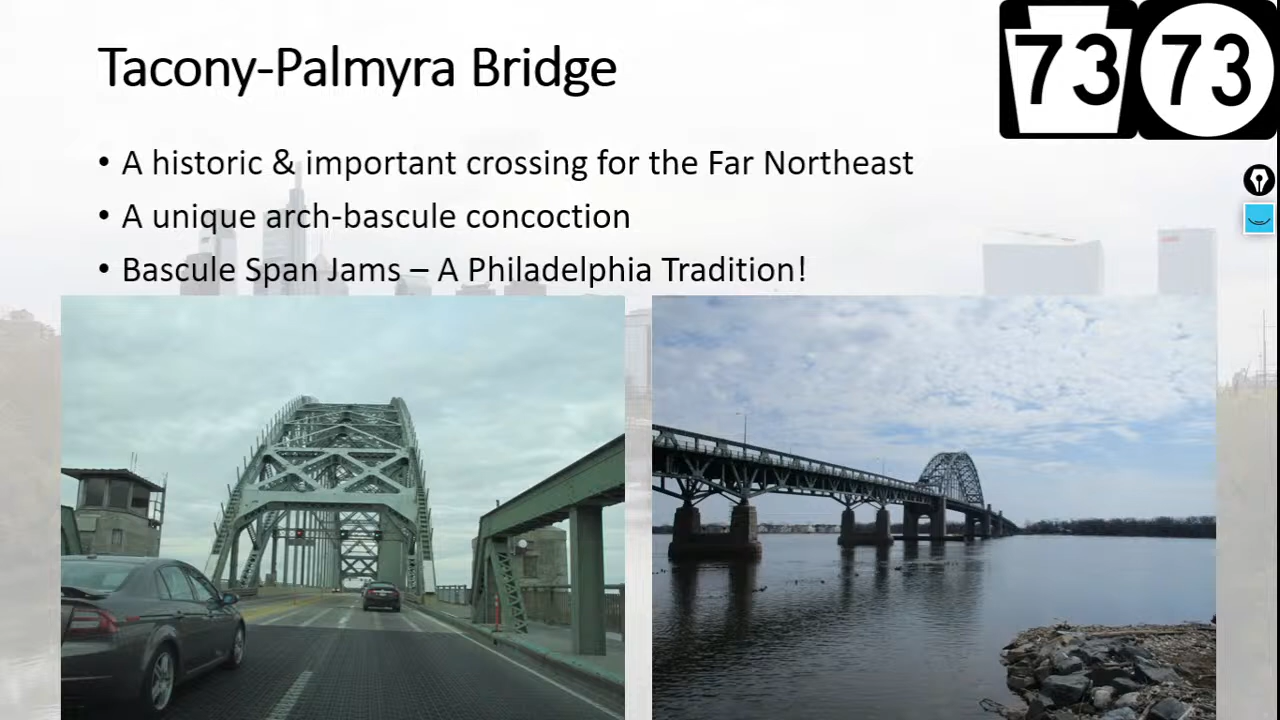 Tacony-Palmyra Bridge
73 73
• A historic & important crossing for the Far Northeast
• A unique arch-bascule concoction
• Bascule Span Jams – A Philadelphia Tradition!